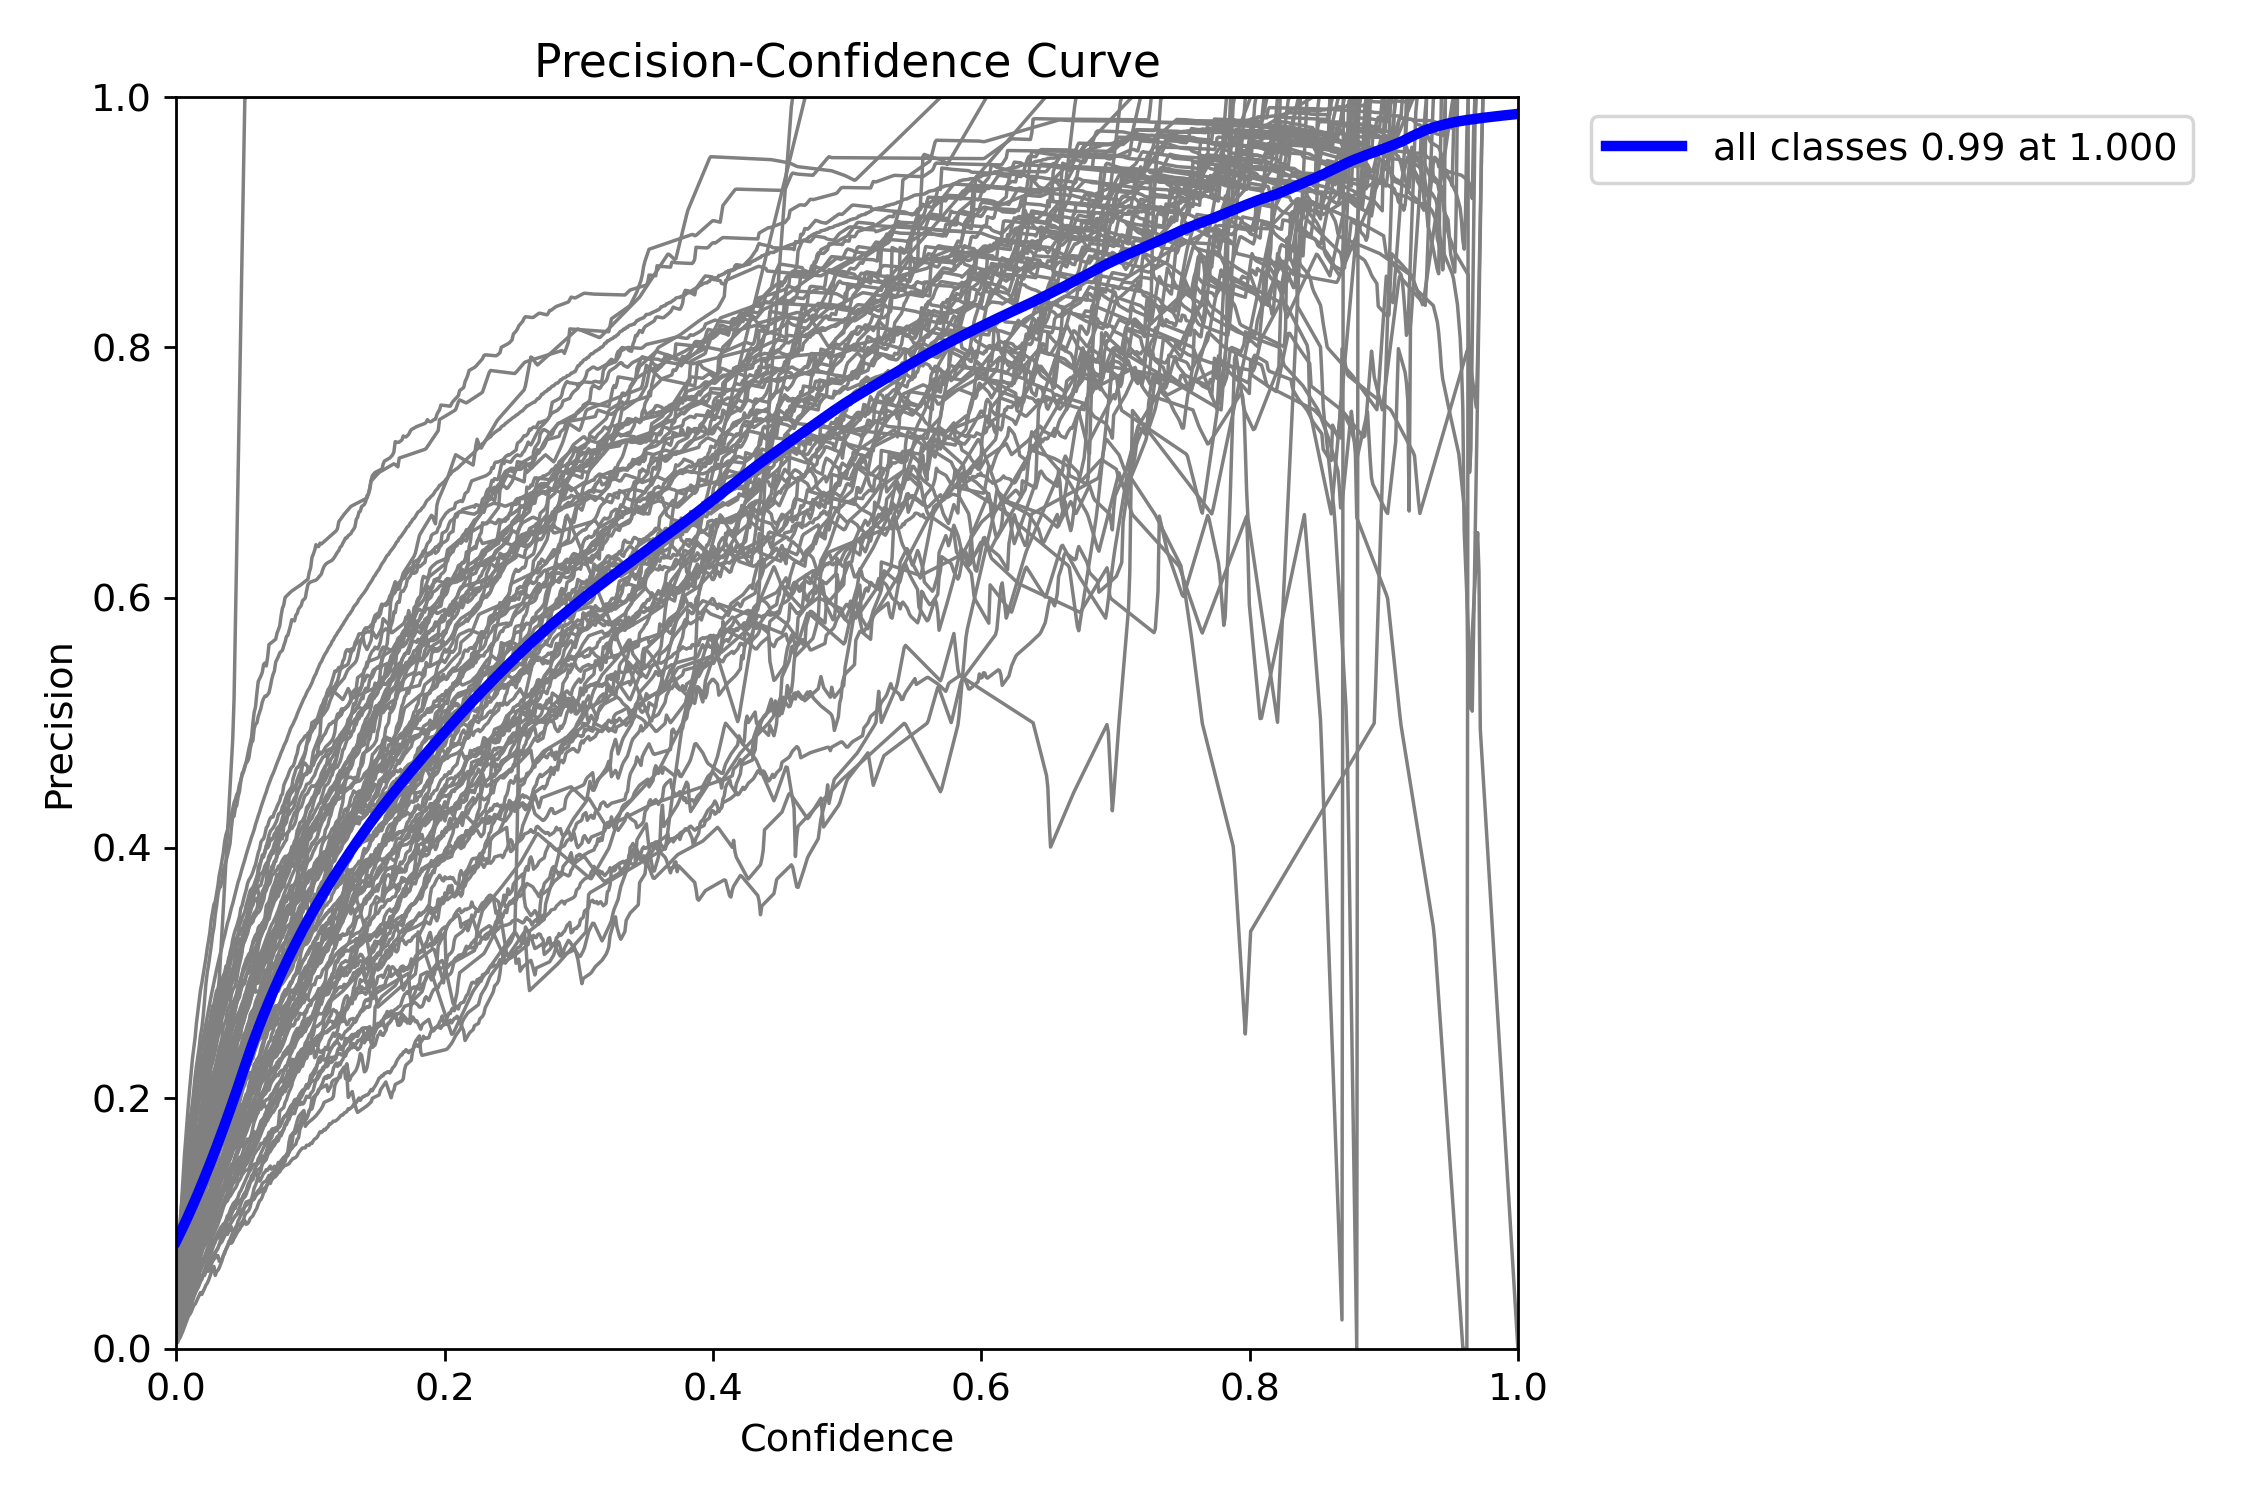 Precision-Confidence Curve
all classes 0.99 at 1.000
1.0
0.8
0.6
0.4
0.2
0.0
Precision
0.0 0.2 0.4 0.6 0.8 1.0
Confidence